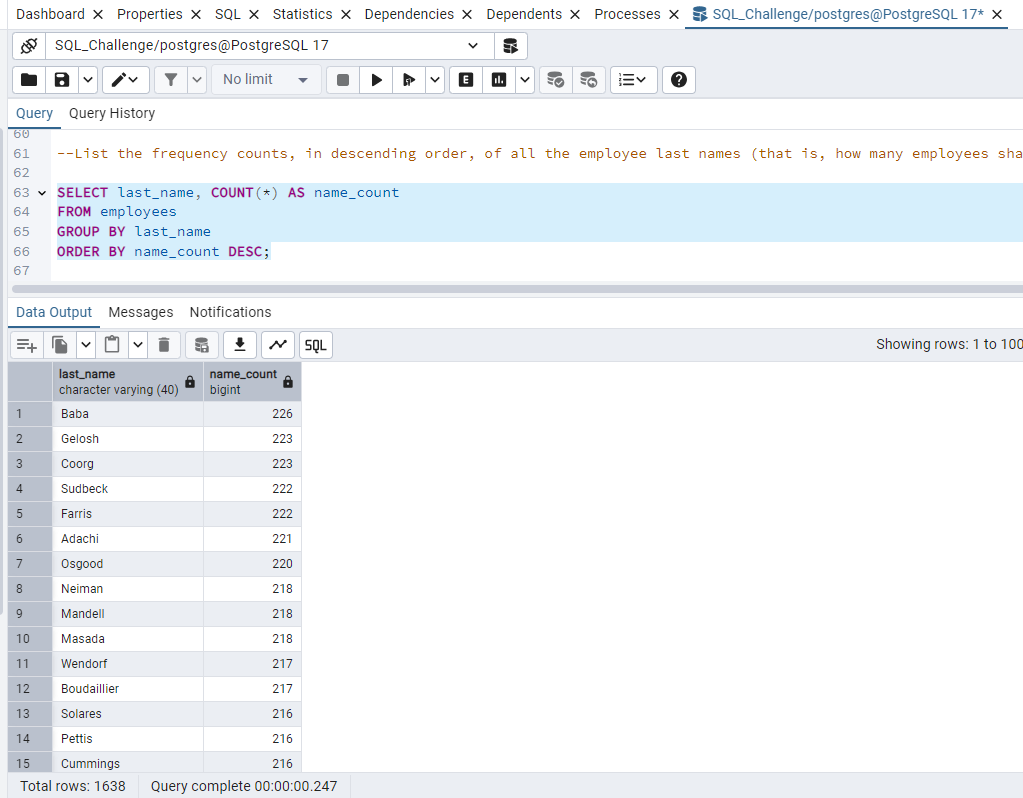 Dashboard Properties SQL Statistics Dependencies Dependents Processes SQL_Challenge/postgres@PostgreSQL 17*
SQL_Challenge/postgres@PostgreSQL 17
No limit E ?
Query Query History
60
61 --List the frequency counts, in descending order, of all the employee last names (that is, how many employees sha
62
63 SELECT last_name, COUNT(*) AS name_count
64 FROM employees
65 GROUP BY last_name
66 ORDER BY name_count DESC;
67
Data Output Messages Notifications
SQL Showing rows: 1 to 100
last_name name_count
character varying (40) bigint
1 Baba 226
2 Gelosh 223
3 Coorg 223
4 Sudbeck 222
5 Farris 222
6 Adachi 221
7 Osgood 220
8 Neiman 218
9 Mandell 218
10 Masada 218
11 Wendorf 217
12 Boudaillier 217
13 Solares 216
14 Pettis 216
15 Cummings 216
Total rows: 1638 Query complete 00:00:00.247